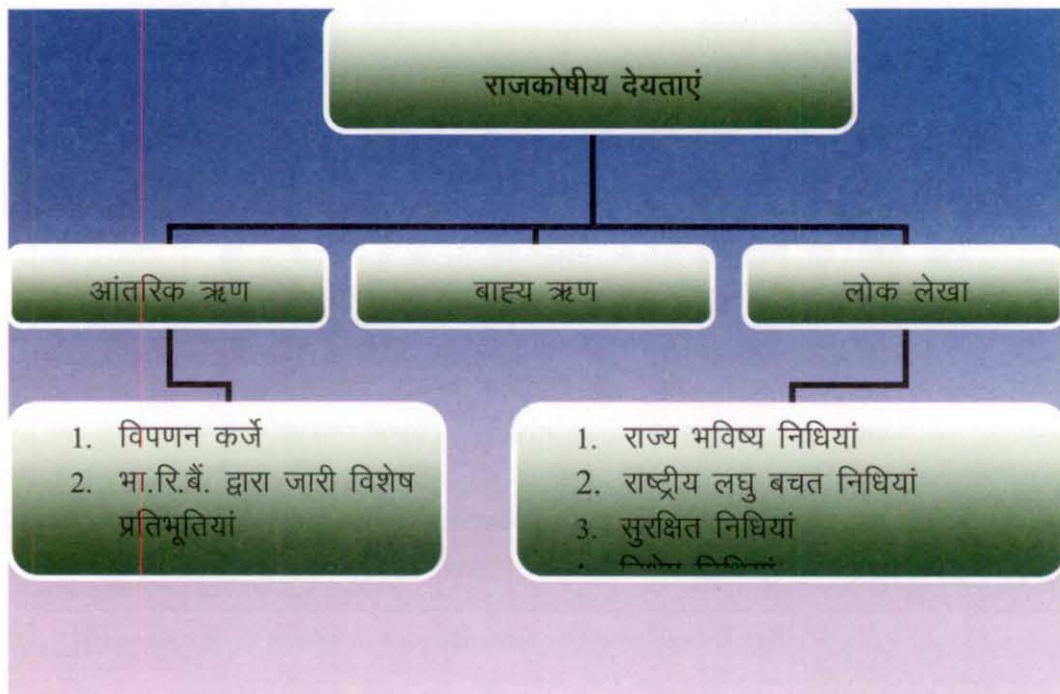 राजकोषीय देयताएं
आंतरिक ऋण
बाह्य ऋण
लोक लेखा
1. विपणन कर्जे
2. भा.रि.बैं. द्वारा जारी विशेष
प्रतिभूतियां
1. राज्य भविष्य निधियां
2. राष्ट्रीय लघु बचत निधियां
3. सुरक्षित निधियां